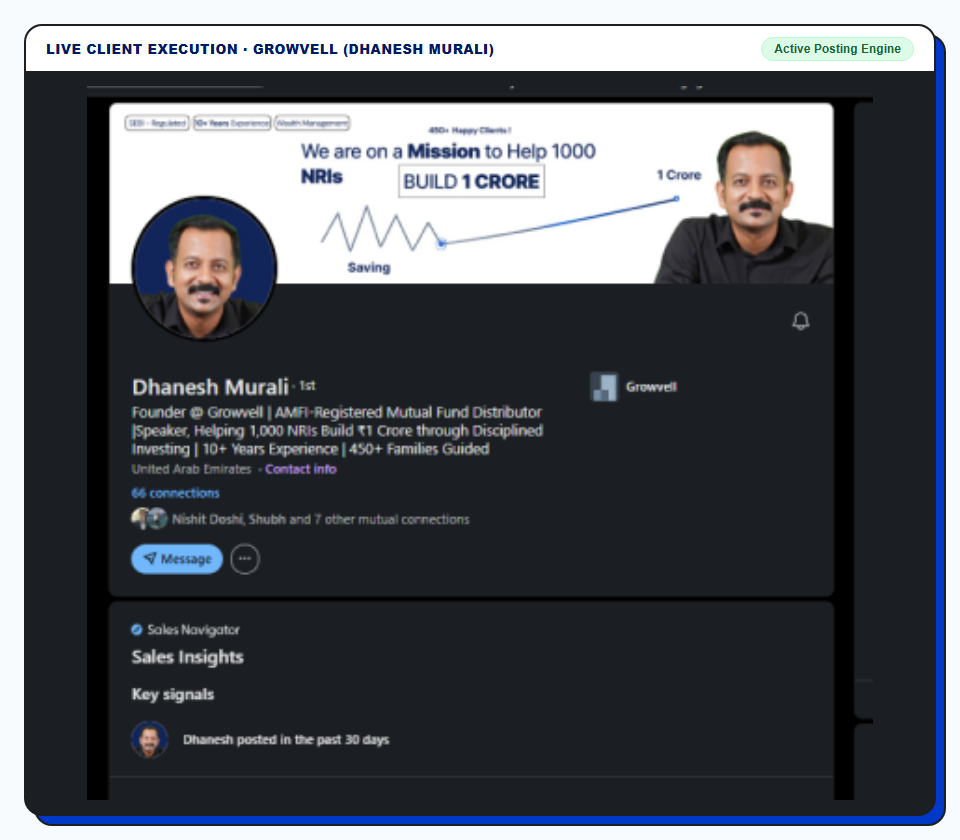 LIVE CLIENT EXECUTION · GROWVELL (DHANESH MURALI)
Active Posting Engine
SEBI - Regulated
10+ Years Experience
Wealth Management
450+ Happy Clients !
We are on a Mission to Help 1000
NRIs
BUILD 1 CRORE
1 Crore
Saving
Dhanesh Murali · 1st
Growvell
Founder @ Growvell | AMFI-Registered Mutual Fund Distributor
|Speaker, Helping 1,000 NRIs Build ₹1 Crore through Disciplined
Investing | 10+ Years Experience | 450+ Families Guided
United Arab Emirates · Contact info
66 connections
Nishit Doshi, Shubh and 7 other mutual connections
Message
Sales Navigator
Sales Insights
Key signals
Dhanesh posted in the past 30 days